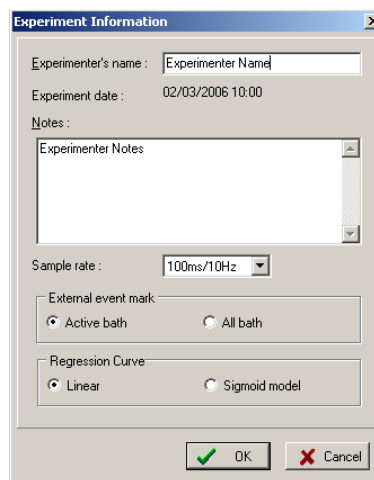 Experiment Information
Experimenter's name : Experimenter Name
Experiment date : 02/03/2006 10:00
Notes :
Experimenter Notes
Sample rate : 100ms/10Hz
External event mark
Active bath All bath
Regression Curve
Linear Sigmoid model
OK Cancel